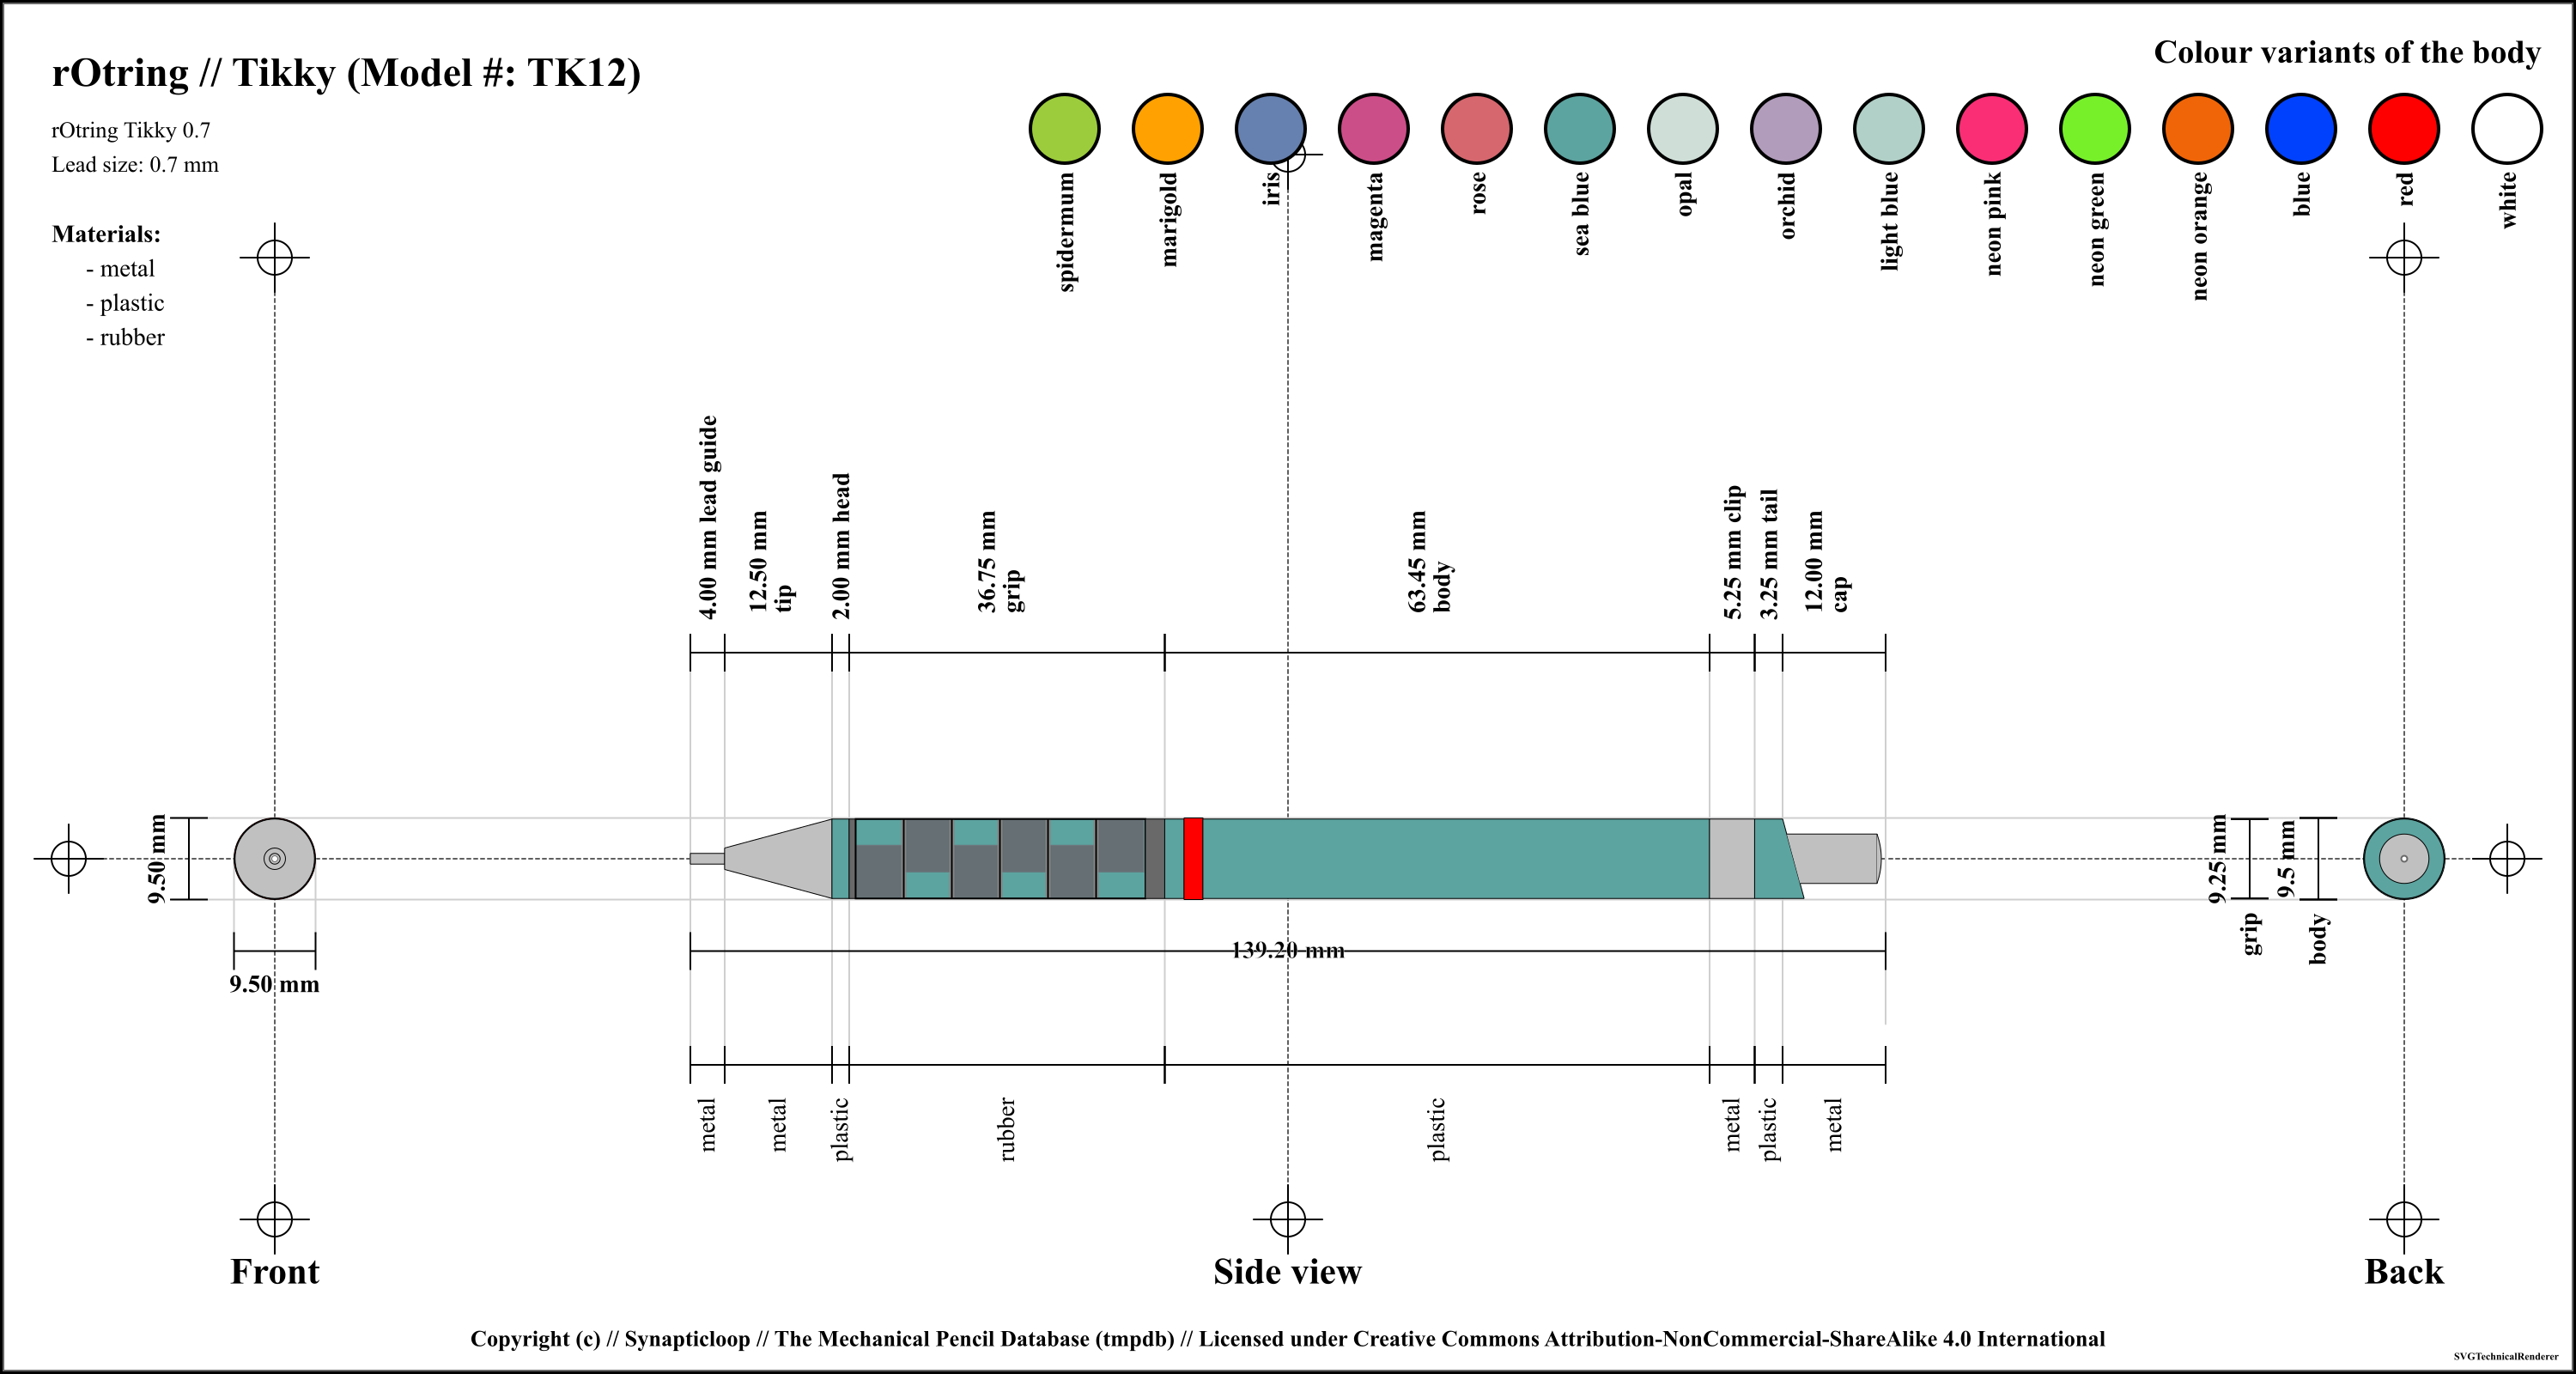 rOtring // Tikky (Model #: TK12)
rOtring Tikky 0.7
Lead size: 0.7 mm
Materials:
- metal
- plastic
- rubber
Colour variants of the body
spidermum
marigold
iris
magenta
rose
sea blue
opal
orchid
light blue
neon pink
neon green
neon orange
blue
red
white
4.00 mm lead guide
12.50 mm
tip
2.00 mm head
36.75 mm
grip
63.45 mm
body
5.25 mm clip
3.25 mm tail
12.00 mm
cap
9.50 mm
9.50 mm
139.20 mm
9.25 mm
grip
9.5 mm
body
metal
metal
plastic
rubber
plastic
metal
plastic
metal
Front
Side view
Back
Copyright (c) // Synapticloop // The Mechanical Pencil Database (tmpdb) // Licensed under Creative Commons Attribution-NonCommercial-ShareAlike 4.0 International
SVGTechnicalRenderer